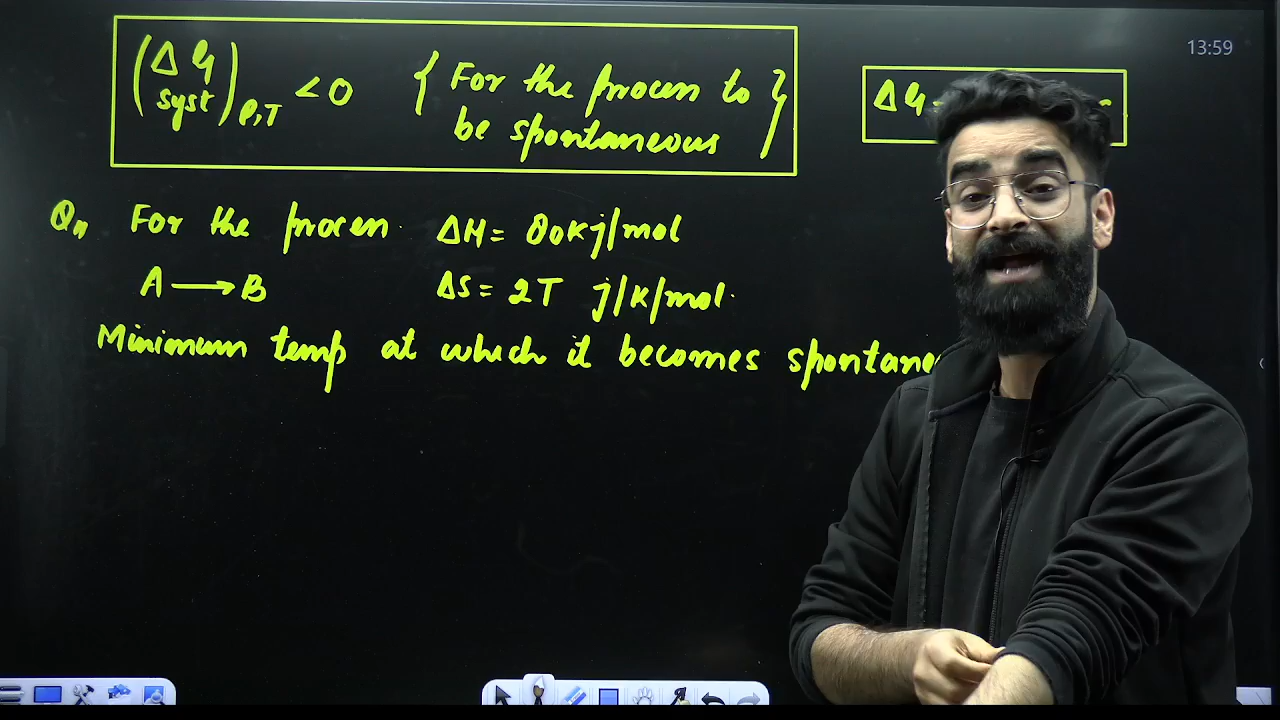 (ΔG syst)P,T < 0 { For the process to be spontaneous }
ΔG =
13:59
Qn For the process ΔH = 80 kj/mol
A ⟶ B ΔS = 2T j/k/mol.
Minimum temp at which it becomes